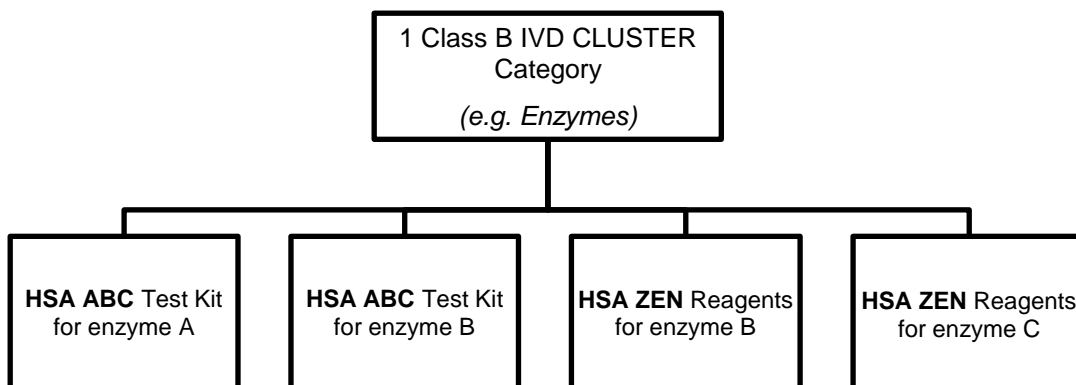 1 Class B IVD CLUSTER
Category
(e.g. Enzymes)
HSA ABC Test Kit
for enzyme A
HSA ABC Test Kit
for enzyme B
HSA ZEN Reagents
for enzyme B
HSA ZEN Reagents
for enzyme C